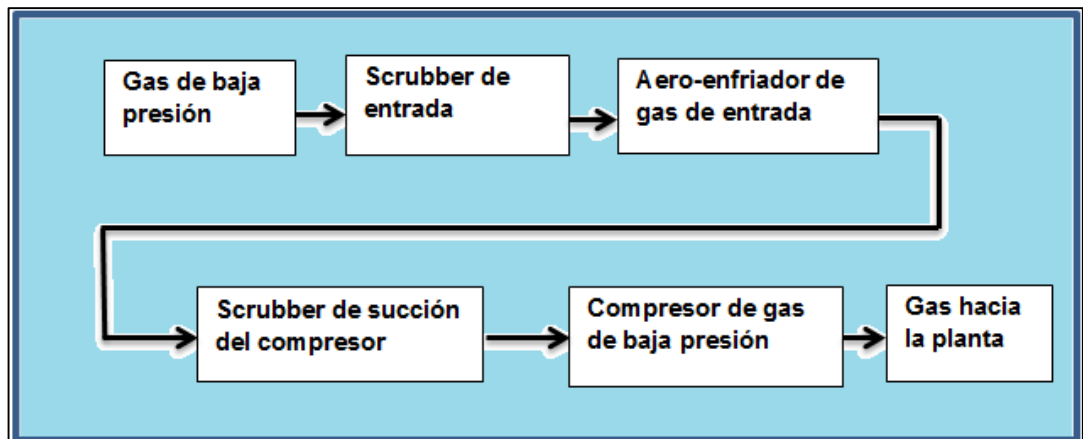 Gas de baja
presión
Scrubber de
entrada
Aero-enfriador de
gas de entrada
Scrubber de succión
del compresor
Compresor de gas
de baja presión
Gas hacia
la planta